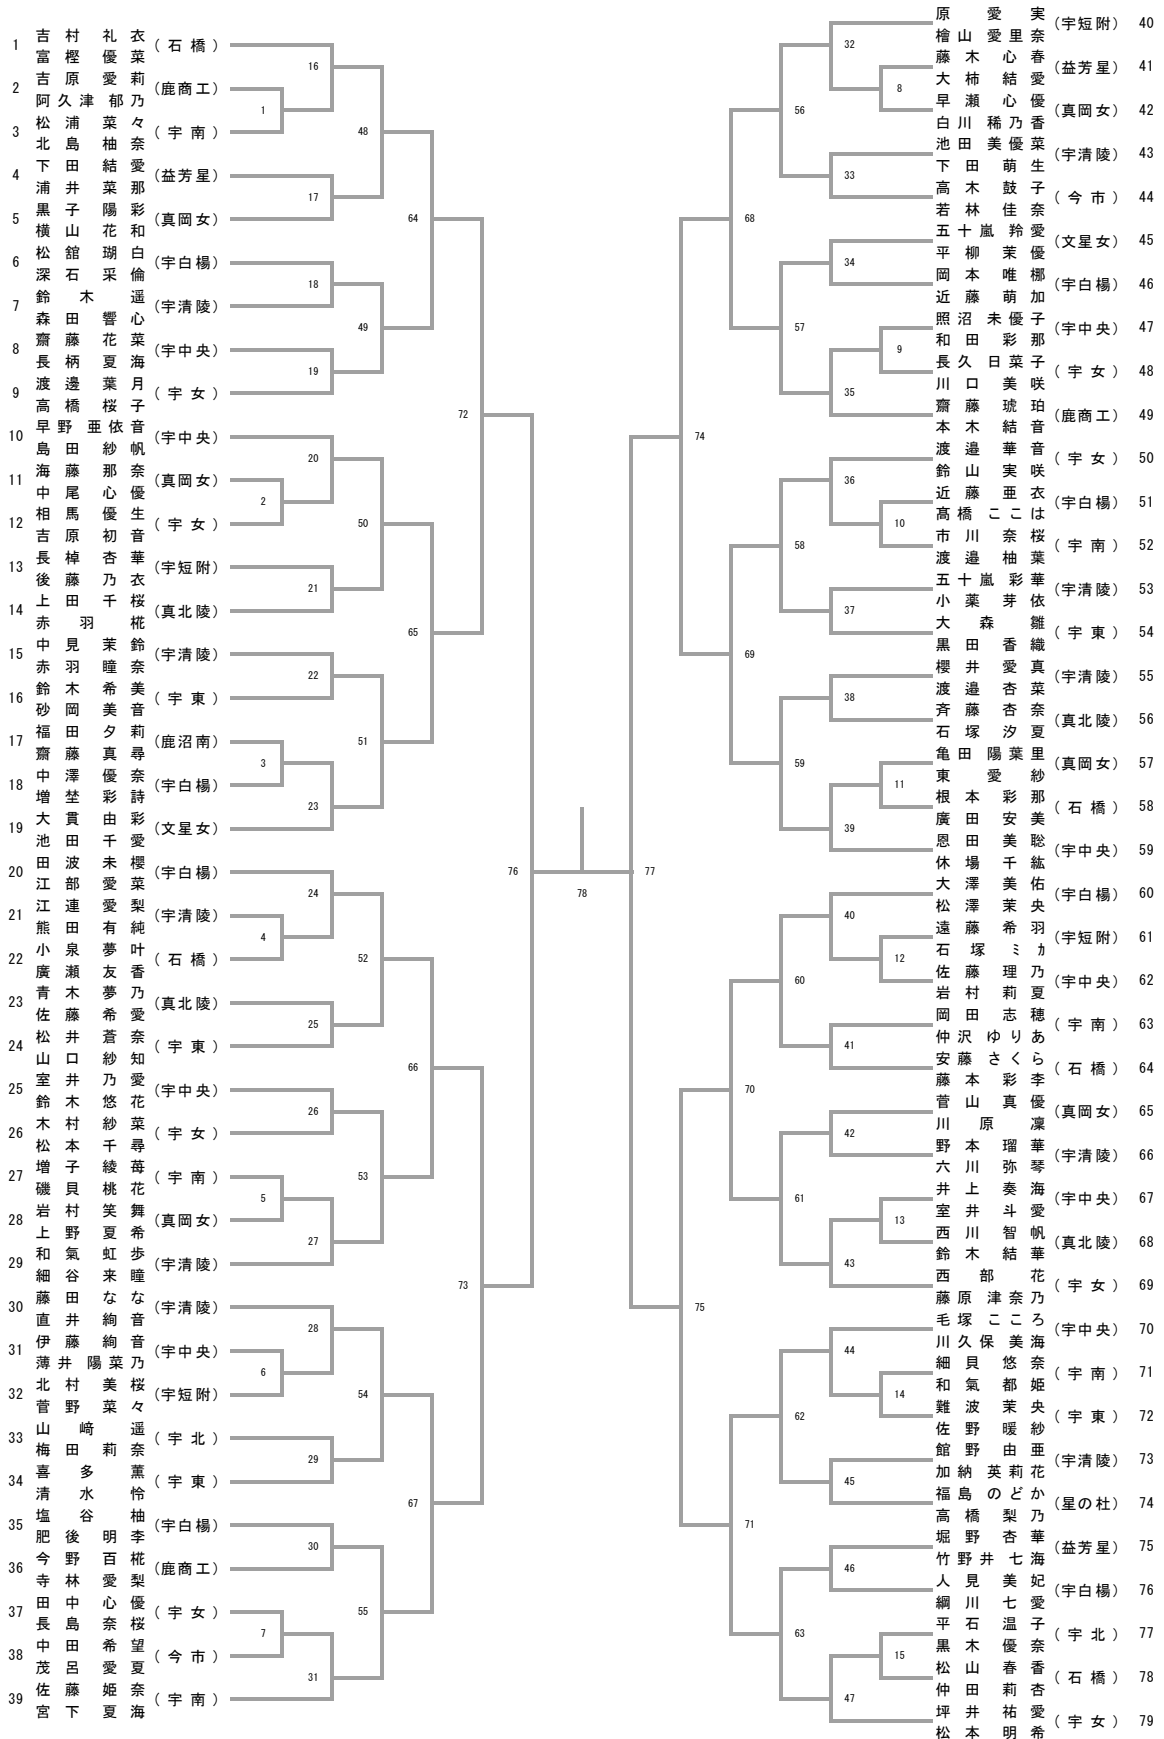 1 吉村礼衣 富樫優菜 (石橋)
2 吉原愛莉 阿久津郁乃 (鹿商工)
3 松浦菜々 北島柚奈 (宇南)
4 下田結愛 浦井菜那 (益芳星)
5 黒子陽彩 横山花和 (真岡女)
6 松舘瑚白 深石采倫 (宇白楊)
7 鈴木遥 森田響心 (宇清陵)
8 齋藤花菜 長柄夏海 (宇中央)
9 渡邊葉月 高橋桜子 (宇女)
10 早野亜依音 島田紗帆 (宇中央)
11 海藤那奈 中尾心優 (真岡女)
12 相馬優生 吉原初音 (宇女)
13 長棹杏華 後藤乃衣 (宇短附)
14 上田千桜 赤羽椛 (真北陵)
15 中見茉鈴 赤羽瞳奈 (宇清陵)
16 鈴木希美 砂岡美音 (宇東)
17 福田夕莉 齋藤真尋 (鹿沼南)
18 中澤優奈 増埜彩詩 (宇白楊)
19 大貫由彩 池田千愛 (文星女)
20 田波未櫻 江部愛菜 (宇白楊)
21 江連愛梨 熊田有純 (宇清陵)
22 小泉夢叶 廣瀬友香 (石橋)
23 青木夢乃 佐藤希愛 (真北陵)
24 松井蒼奈 山口紗知 (宇東)
25 室井乃愛 鈴木悠花 (宇中央)
26 木村紗菜 松本千尋 (宇女)
27 増子綾苺 磯貝桃花 (宇南)
28 岩村笑舞 上野夏希 (真岡女)
29 和氣虹歩 細谷来瞳 (宇清陵)
30 藤田なな 直井絢音 (宇清陵)
31 伊藤絢音 薄井陽菜乃 (宇中央)
32 北村美桜 菅野菜々 (宇短附)
33 山﨑遥 梅田莉奈 (宇北)
34 喜多薫 清水怜 (宇東)
35 塩谷柚 肥後明李 (宇白楊)
36 今野百椛 寺林愛梨 (鹿商工)
37 田中心優 長島奈桜 (宇女)
38 中田希望 茂呂愛夏 (今市)
39 佐藤姫奈 宮下夏海 (宇南)
1
2
3
4
5
6
7
16
17
18
19
20
21
22
23
24
25
26
27
28
29
30
31
48
49
50
51
52
53
54
55
64
65
66
67
72
73
76
78
77
74
75
68
69
70
71
56
57
58
59
60
61
62
63
32
33
34
35
36
37
38
39
40
41
42
43
44
45
46
47
8
9
10
11
12
13
14
15
原愛実 檜山愛里奈 (宇短附) 40
藤木心春 大柿結愛 (益芳星) 41
早瀬心優 白川稀乃香 (真岡女) 42
池田美優菜 下田萌生 (宇清陵) 43
高木鼓子 若林佳奈 (今市) 44
五十嵐羚愛 平柳茉優 (文星女) 45
岡本唯梛 近藤萌加 (宇白楊) 46
照沼未優子 和田彩那 (宇中央) 47
長久日菜子 川口美咲 (宇女) 48
齋藤琥珀 本木結音 (鹿商工) 49
渡邉華音 鈴山実咲 (宇女) 50
近藤亜衣 髙橋ここは (宇白楊) 51
市川奈桜 渡邉柚葉 (宇南) 52
五十嵐彩華 小薬芽依 (宇清陵) 53
大森雛 黒田香織 (宇東) 54
櫻井愛真 渡邉杏菜 (宇清陵) 55
斉藤杏奈 石塚汐夏 (真北陵) 56
亀田陽葉里 東愛紗 (真岡女) 57
根本彩那 廣田安美 (石橋) 58
恩田美聡 休場千紘 (宇中央) 59
大澤美佑 松澤茉央 (宇白楊) 60
遠藤希羽 石塚ミカ (宇短附) 61
佐藤理乃 岩村莉夏 (宇中央) 62
岡田志穂 仲沢ゆりあ (宇南) 63
安藤さくら 藤本彩李 (石橋) 64
菅山真優 川原凜 (真岡女) 65
野本瑠華 六川弥琴 (宇清陵) 66
井上奏海 室井斗愛 (宇中央) 67
西川智帆 鈴木結華 (真北陵) 68
西部花 藤原津奈乃 (宇女) 69
毛塚こころ 川久保美海 (宇中央) 70
細貝悠奈 和氣都姫 (宇南) 71
難波茉央 佐野暖紗 (宇東) 72
館野由亜 加納英莉花 (宇清陵) 73
福島のどか 高橋梨乃 (星の杜) 74
堀野杏華 竹野井七海 (益芳星) 75
人見美妃 綱川七愛 (宇白楊) 76
平石温子 黒木優奈 (宇北) 77
松山春香 仲田莉杏 (石橋) 78
坪井祐愛 松本明希 (宇女) 79